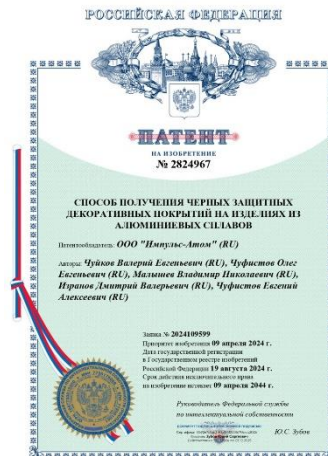 РОССИЙСКАЯ ФЕДЕРАЦИЯ
ПАТЕНТ
НА ИЗОБРЕТЕНИЕ
№ 2824967
СПОСОБ ПОЛУЧЕНИЯ ЧЕРНЫХ ЗАЩИТНЫХ
ДЕКОРАТИВНЫХ ПОКРЫТИЙ НА ИЗДЕЛИЯХ ИЗ
АЛЮМИНИЕВЫХ СПЛАВОВ
Патентообладатель: ООО "Импульс-Атом" (RU)
Авторы: Чуйков Валерий Евгеньевич (RU), Чуфистов Олег
Евгеньевич (RU), Малышев Владимир Николаевич (RU),
Изранов Дмитрий Валерьевич (RU), Чуфистов Евгений
Алексеевич (RU)
Заявка № 2024109599
Приоритет изобретения 09 апреля 2024 г.
Дата государственной регистрации
в Государственном реестре изобретений
Российской Федерации 19 августа 2024 г.
Срок действия исключительного права
на изобретение истекает 09 апреля 2044 г.
Руководитель Федеральной службы
по интеллектуальной собственности
Ю.С. Зубов